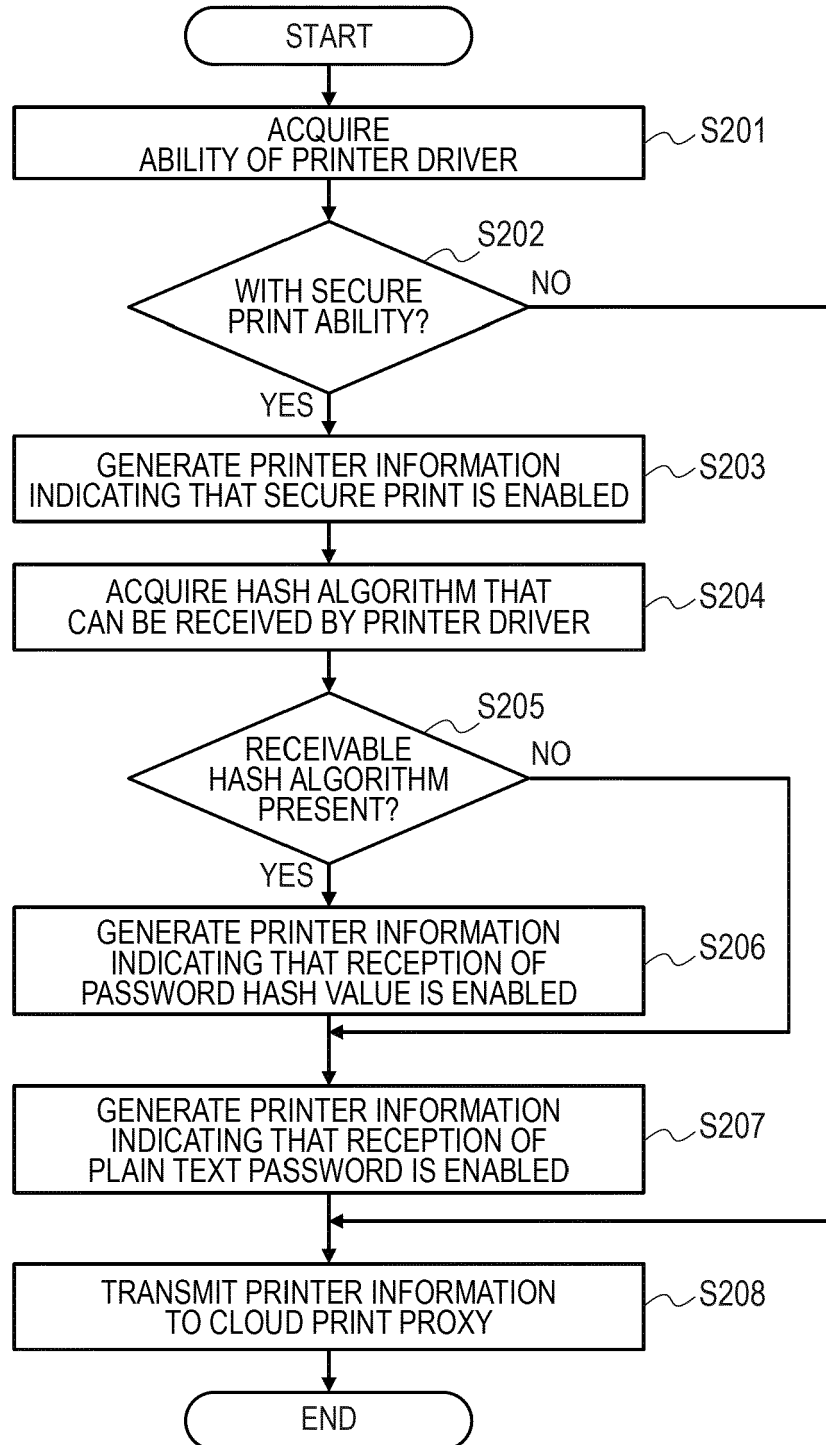 START
ACQUIRE
ABILITY OF PRINTER DRIVER
S201
S202
WITH SECURE
PRINT ABILITY?
NO
YES
GENERATE PRINTER INFORMATION
INDICATING THAT SECURE PRINT IS ENABLED
S203
ACQUIRE HASH ALGORITHM THAT
CAN BE RECEIVED BY PRINTER DRIVER
S204
S205
RECEIVABLE
HASH ALGORITHM
PRESENT?
NO
YES
GENERATE PRINTER INFORMATION
INDICATING THAT RECEPTION OF
PASSWORD HASH VALUE IS ENABLED
S206
GENERATE PRINTER INFORMATION
INDICATING THAT RECEPTION OF
PLAIN TEXT PASSWORD IS ENABLED
S207
TRANSMIT PRINTER INFORMATION
TO CLOUD PRINT PROXY
S208
END